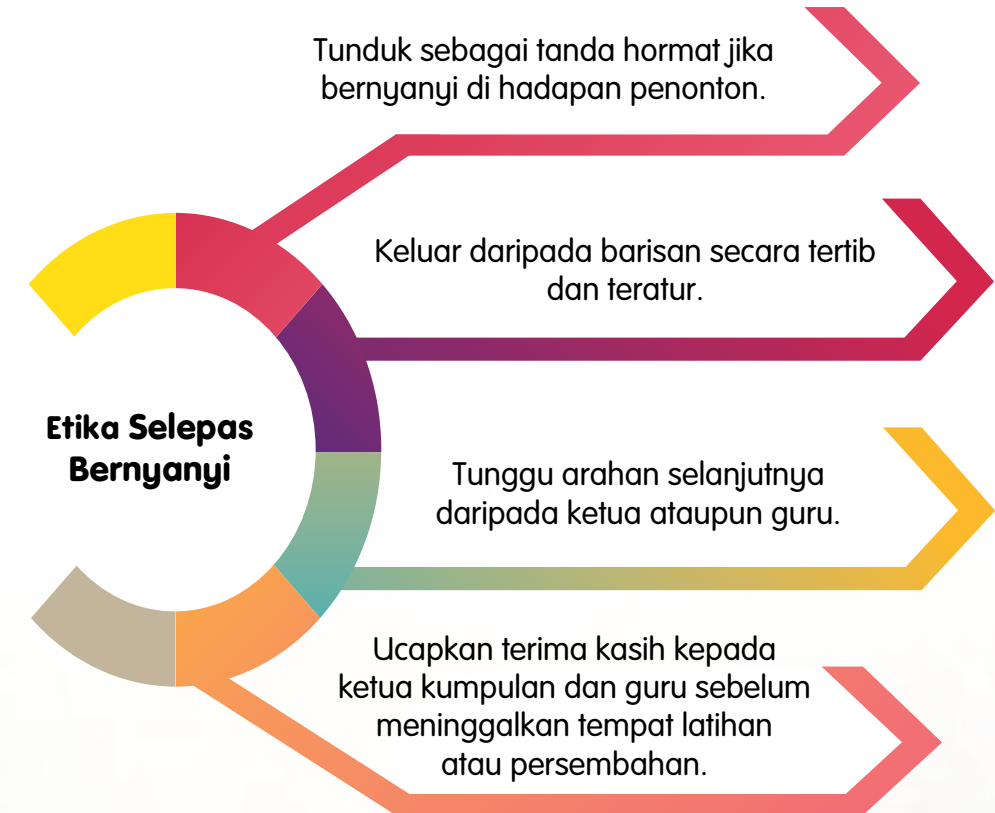 Tunduk sebagai tanda hormat jika
bernyanyi di hadapan penonton.
Keluar daripada barisan secara tertib
dan teratur.
Etika Selepas
Bernyanyi
Tunggu arahan selanjutnya
daripada ketua ataupun guru.
Ucapkan terima kasih kepada
ketua kumpulan dan guru sebelum
meninggalkan tempat latihan
atau persembahan.